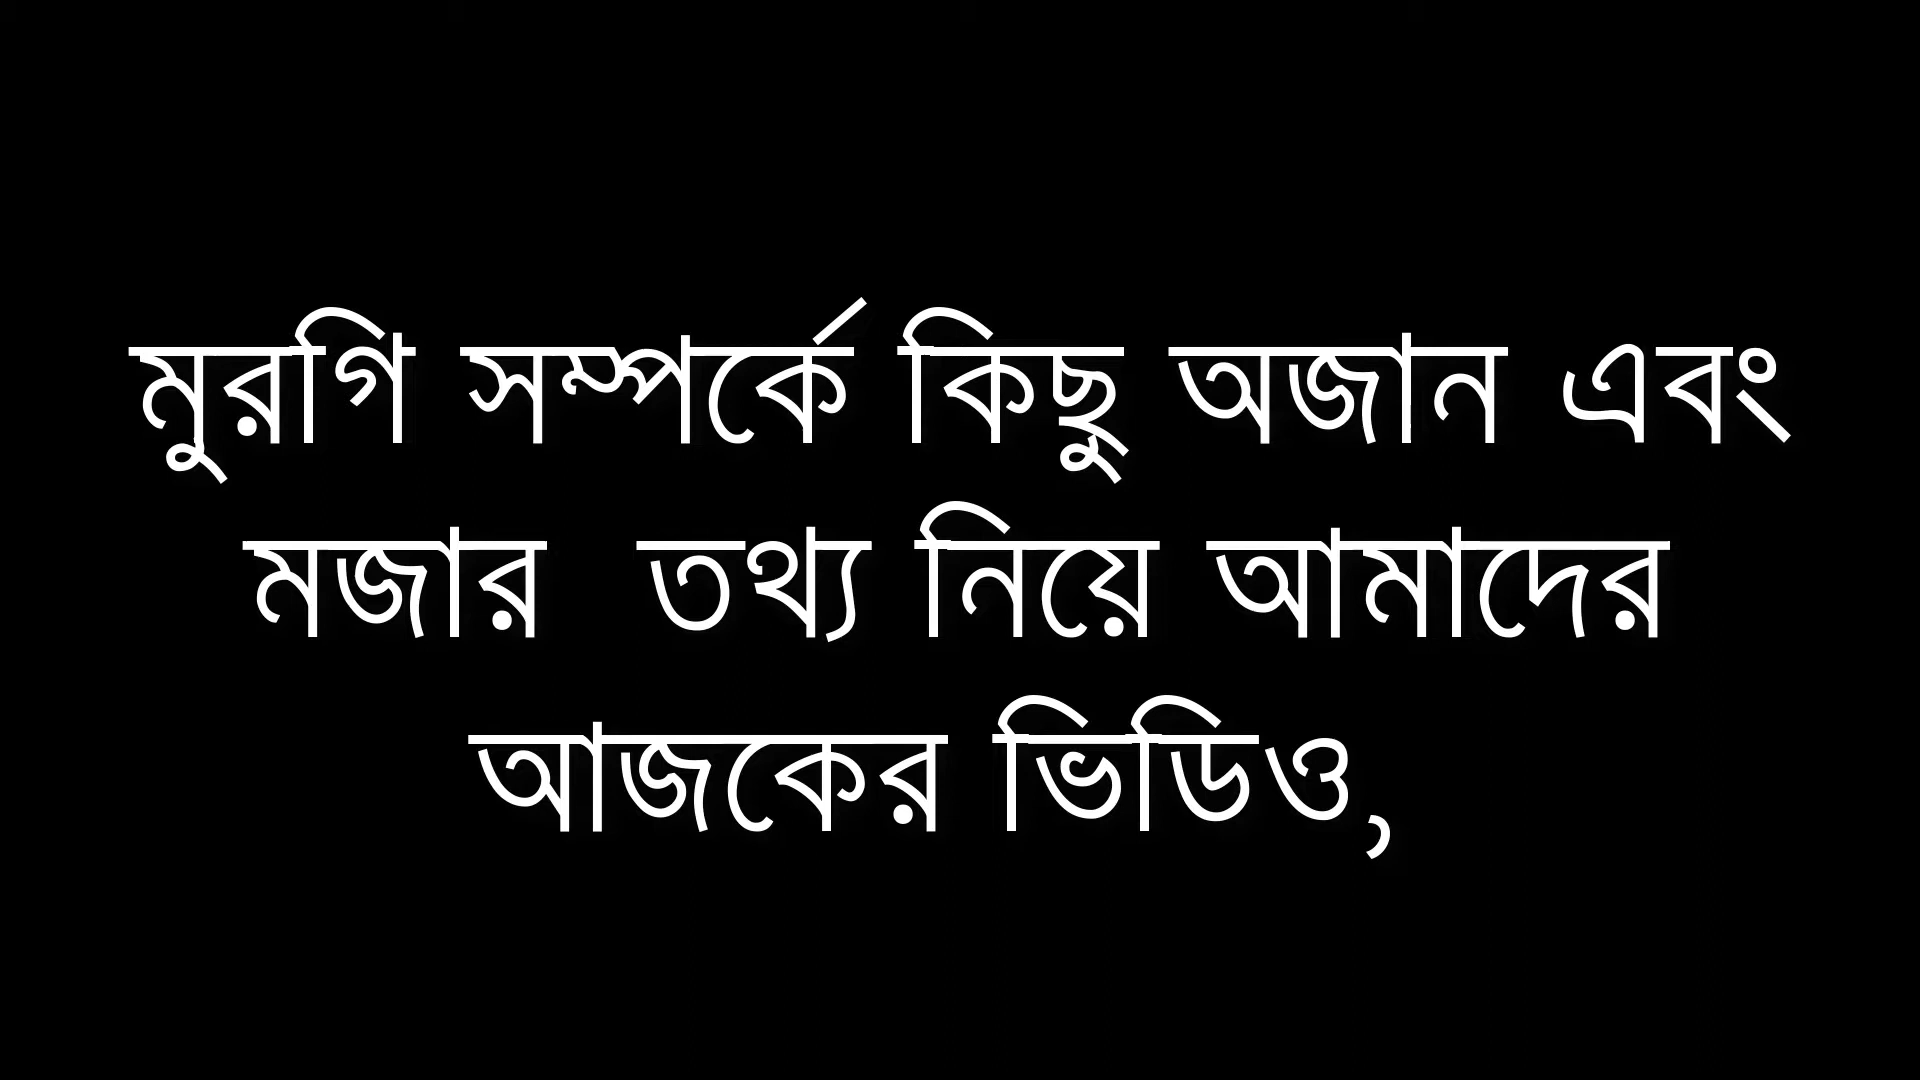 মুরগি সম্পর্কে কিছু অজান এবং
মজার  তথ্য নিয়ে আমাদের
আজকের ভিডিও,